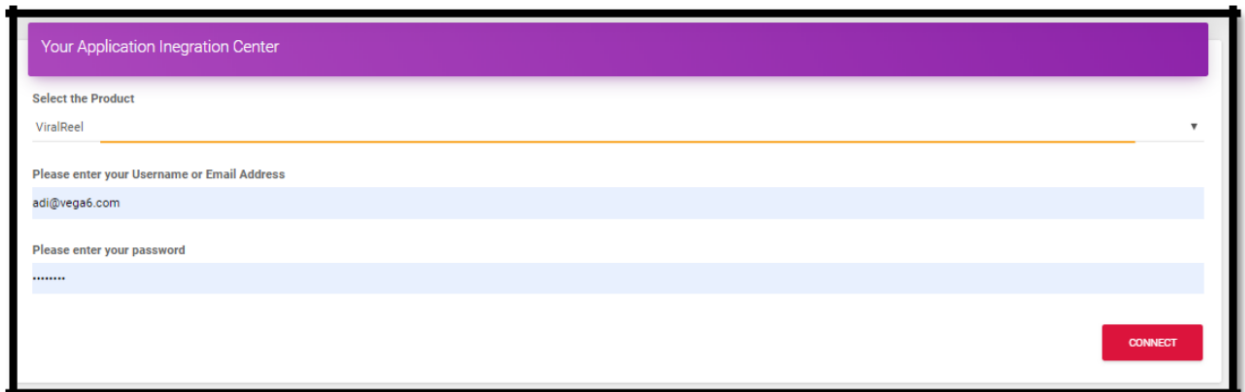 Your Application Inegration Center
Select the Product
ViralReel
Please enter your Username or Email Address
adi@vega6.com
Please enter your password
••••••••
CONNECT